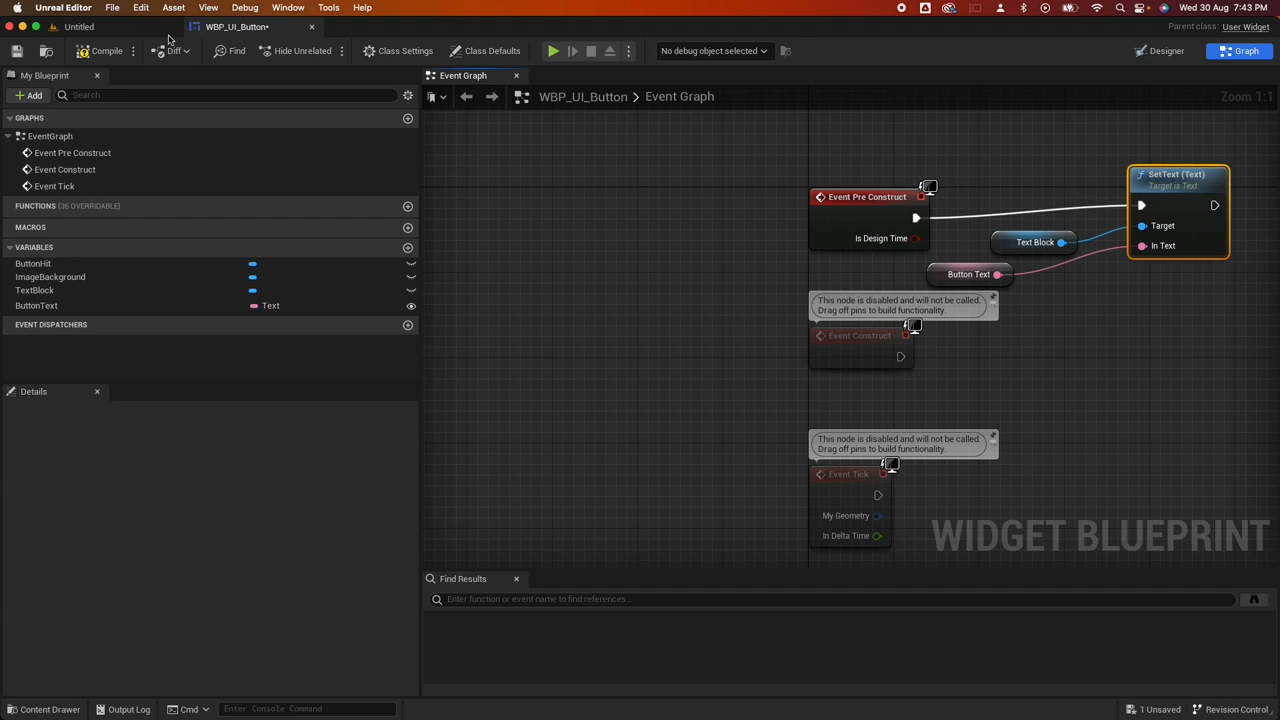 Unreal Editor File Edit Asset View Debug Window Tools Help Wed 30 Aug 7:43 PM
Untitled WBP_UI_Button• Parent class: User Widget
Compile Diff Find Hide Unrelated Class Settings Class Defaults No debug object selected Designer Graph
My Blueprint Event Graph
Add Search WBP_UI_Button > Event Graph Zoom 1:1
GRAPHS
EventGraph
Event Pre Construct
Event Construct
Event Tick
FUNCTIONS (36 OVERRIDABLE)
MACROS
VARIABLES
ButtonHit
ImageBackground
TextBlock
ButtonText Text
EVENT DISPATCHERS
Details
Event Pre Construct
Is Design Time
Text Block
Button Text
SetText (Text)
Target is Text
Target
In Text
This node is disabled and will not be called.
Drag off pins to build functionality.
Event Construct
This node is disabled and will not be called.
Drag off pins to build functionality.
Event Tick
My Geometry
In Delta Time
WIDGET BLUEPRINT
Find Results
Enter function or event name to find references...
Content Drawer Output Log Cmd Enter Console Command 1 Unsaved Revision Control